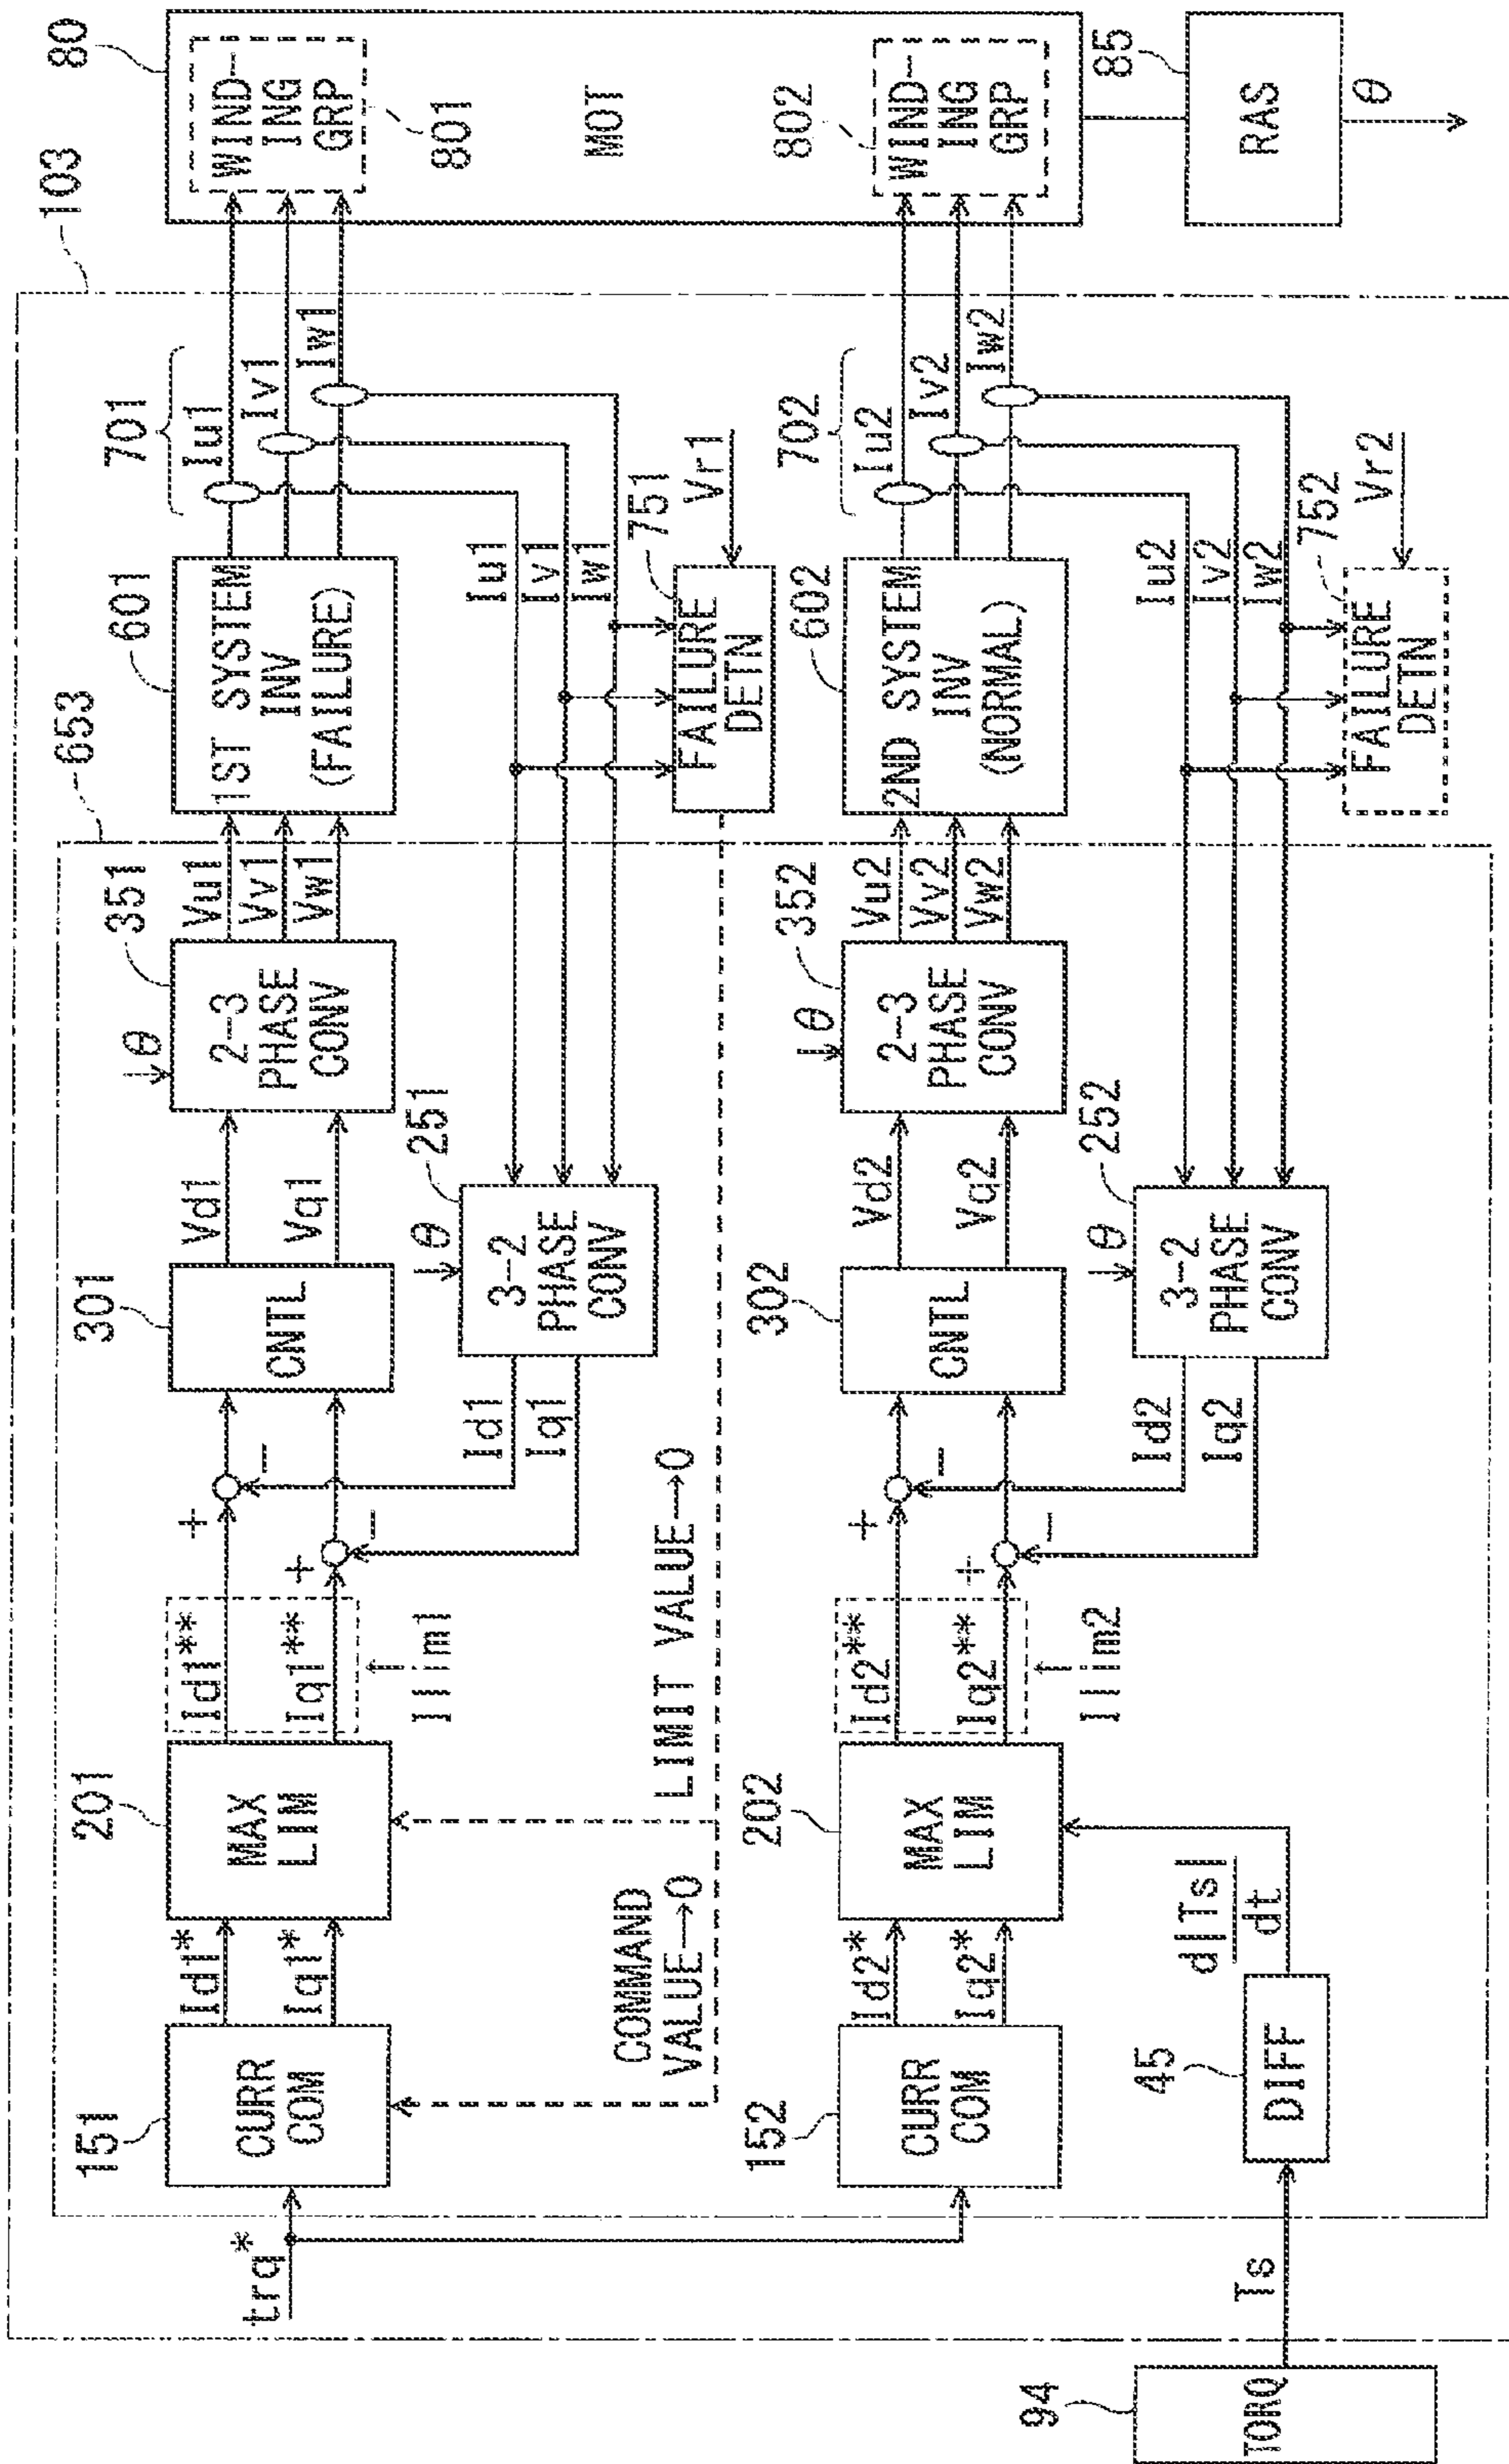 103
80
653
trq*
151
CURR
COM
Id1*
Iq1*
201
MAX
LIM
Id1**
Iq1**
Ilim1
+
−
+
−
301
CNTL
Vd1
Vq1
↓θ
351
2-3
PHASE
CONV
Vu1
Vv1
Vw1
601
1ST SYSTEM
INV
(FAILURE)
701
Iu1
Iv1
Iw1
WIND-
ING
GRP
801
MOT
Id1
Iq1
↓θ
251
3-2
PHASE
CONV
Iu1
Iv1
Iw1
751
FAILURE
DETN
Vr1
COMMAND
VALUE→0
LIMIT VALUE→0
152
CURR
COM
Id2*
Iq2*
202
MAX
LIM
Id2**
Iq2**
Ilim2
+
−
+
−
302
CNTL
Vd2
Vq2
↓θ
352
2-3
PHASE
CONV
Vu2
Vv2
Vw2
602
2ND SYSTEM
INV
(NORMAL)
702
Iu2
Iv2
Iw2
802
WIND-
ING
GRP
Id2
Iq2
↓θ
252
3-2
PHASE
CONV
Iu2
Iv2
Iw2
752
FAILURE
DETN
Vr2
94
TORQ
Ts
45
DIFF
d|Ts|
dt
85
RAS
θ